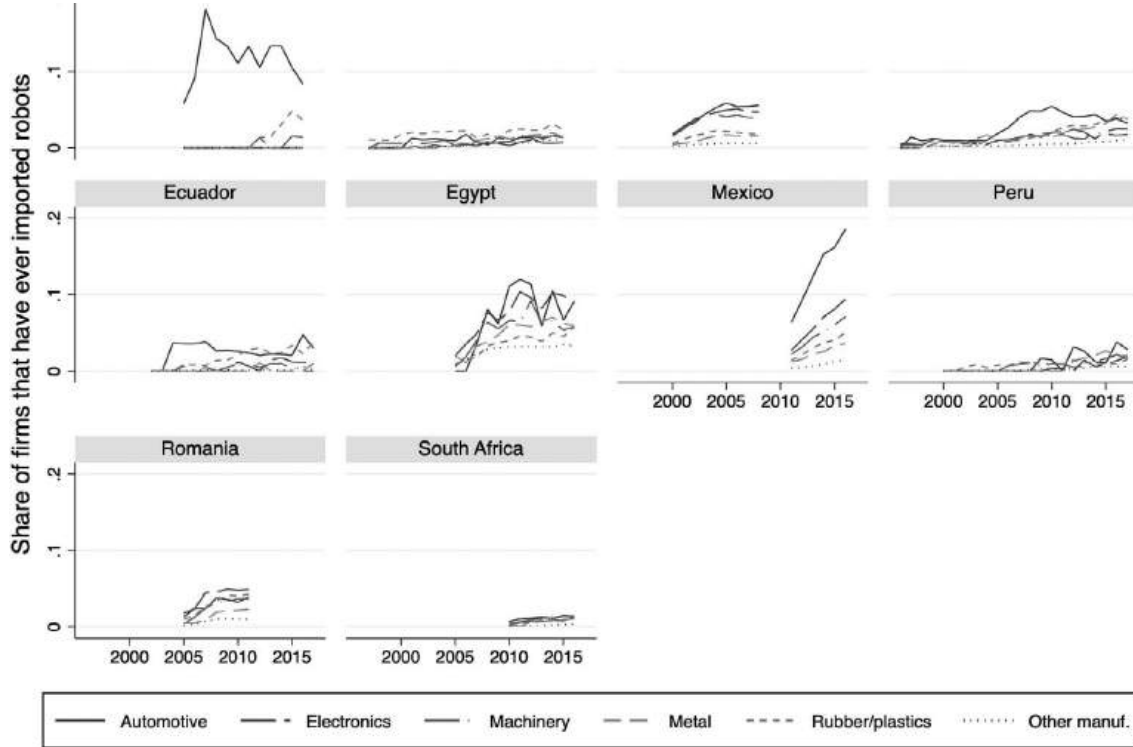 Share of firms that have ever imported robots
.1
0
Ecuador Egypt Mexico Peru
.2
.1
0
2000 2005 2010 2015 2000 2005 2010 2015
Romania South Africa
.2
.1
0
2000 2005 2010 2015 2000 2005 2010 2015
Automotive Electronics Machinery Metal Rubber/plastics Other manuf.